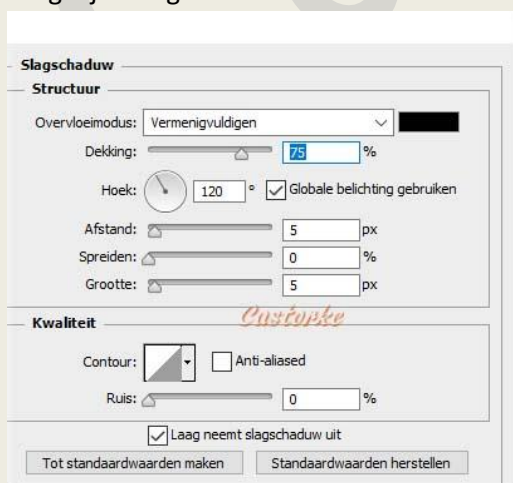 Slagschaduw
Structuur
Overvloeimodus: Vermenigvuldigen
Dekking: 75 %
Hoek: 120 ° Globale belichting gebruiken
Afstand: 5 px
Spreiden: 0 %
Grootte: 5 px
Castorke
Kwaliteit
Contour: Anti-aliased
Ruis: 0 %
Laag neemt slagschaduw uit
Tot standaardwaarden maken Standaardwaarden herstellen